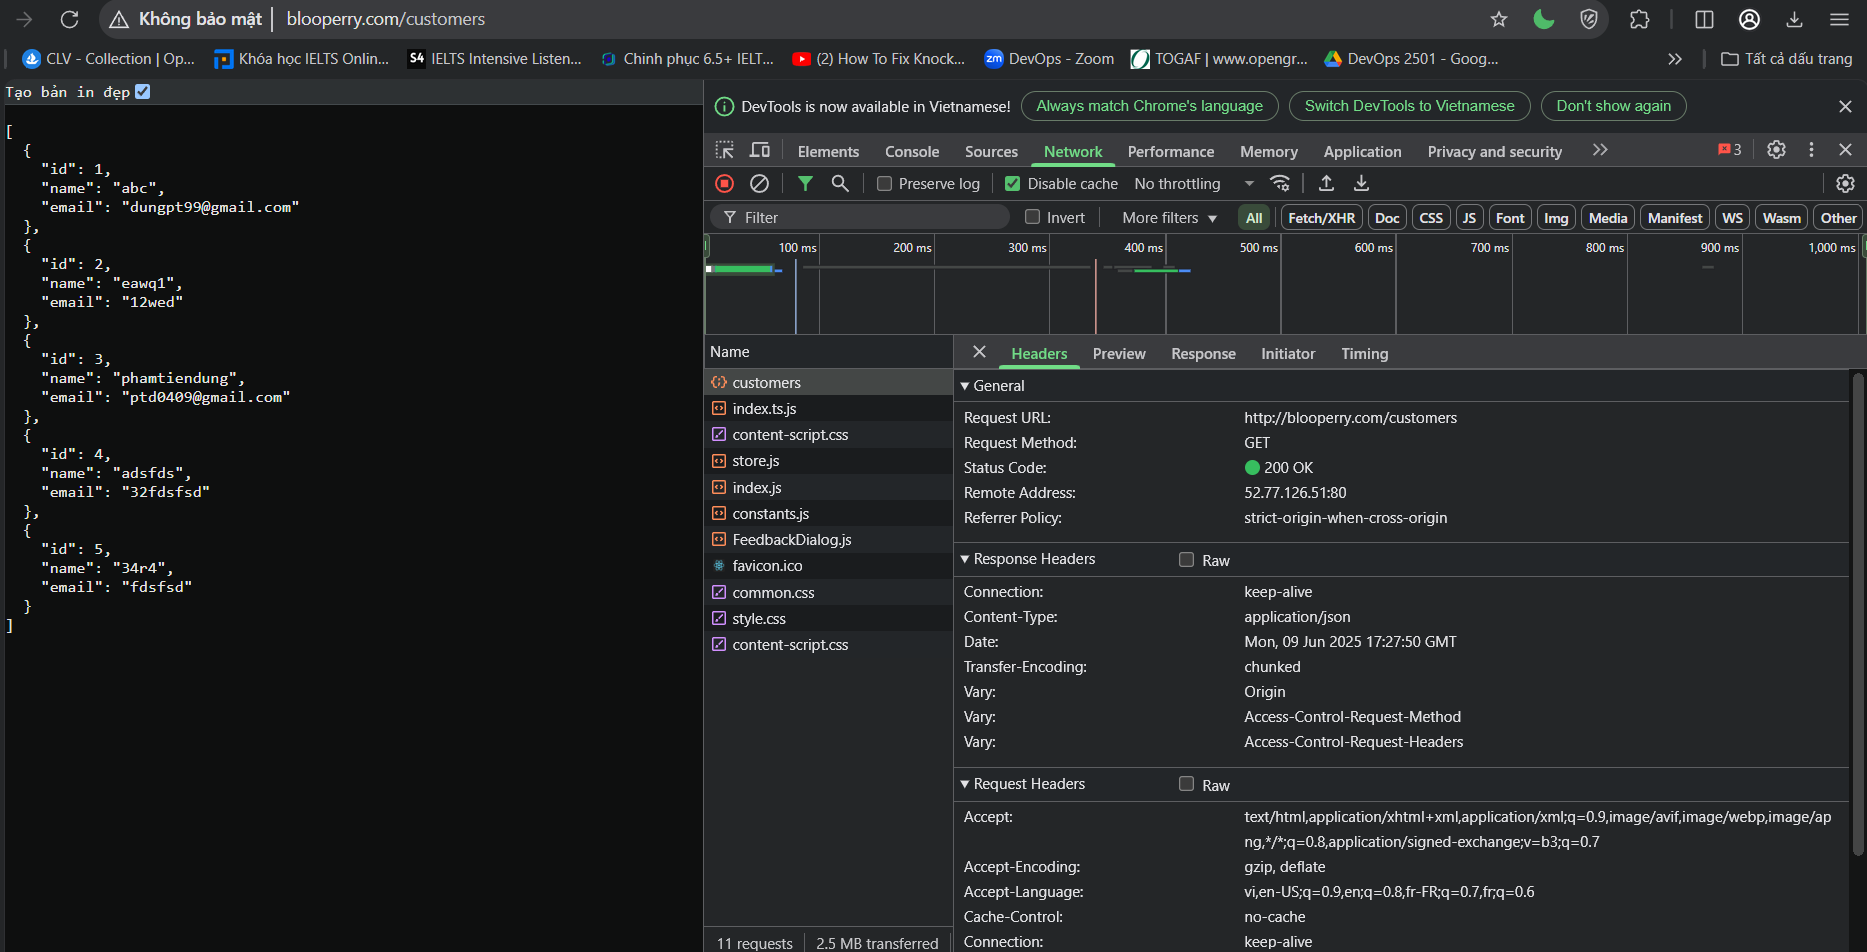 Không bảo mật | blooperry.com/customers
CLV - Collection | Op... Khóa học IELTS Onlin... S4 IELTS Intensive Listen... Chinh phục 6.5+ IELT... (2) How To Fix Knock... zm DevOps - Zoom TOGAF | www.opengr... DevOps 2501 - Goog... Tất cả dấu trang
Tạo bản in đẹp
[
{
"id": 1,
"name": "abc",
"email": "dungpt99@gmail.com"
},
{
"id": 2,
"name": "eawq1",
"email": "12wed"
},
{
"id": 3,
"name": "phamtiendung",
"email": "ptd0409@gmail.com"
},
{
"id": 4,
"name": "adsfds",
"email": "32fdsfsd"
},
{
"id": 5,
"name": "34r4",
"email": "fdsfsd"
}
]
DevTools is now available in Vietnamese! Always match Chrome's language Switch DevTools to Vietnamese Don't show again
Elements Console Sources Network Performance Memory Application Privacy and security 3
Preserve log Disable cache No throttling
Filter Invert More filters All Fetch/XHR Doc CSS JS Font Img Media Manifest WS Wasm Other
100 ms 200 ms 300 ms 400 ms 500 ms 600 ms 700 ms 800 ms 900 ms 1,000 ms
Name
customers
index.ts.js
content-script.css
store.js
index.js
constants.js
FeedbackDialog.js
favicon.ico
common.css
style.css
content-script.css
11 requests 2.5 MB transferred
Headers Preview Response Initiator Timing
General
Request URL: http://blooperry.com/customers
Request Method: GET
Status Code: 200 OK
Remote Address: 52.77.126.51:80
Referrer Policy: strict-origin-when-cross-origin
Response Headers Raw
Connection: keep-alive
Content-Type: application/json
Date: Mon, 09 Jun 2025 17:27:50 GMT
Transfer-Encoding: chunked
Vary: Origin
Vary: Access-Control-Request-Method
Vary: Access-Control-Request-Headers
Request Headers Raw
Accept: text/html,application/xhtml+xml,application/xml;q=0.9,image/avif,image/webp,image/ap
ng,*/*;q=0.8,application/signed-exchange;v=b3;q=0.7
Accept-Encoding: gzip, deflate
Accept-Language: vi,en-US;q=0.9,en;q=0.8,fr-FR;q=0.7,fr;q=0.6
Cache-Control: no-cache
Connection: keep-alive